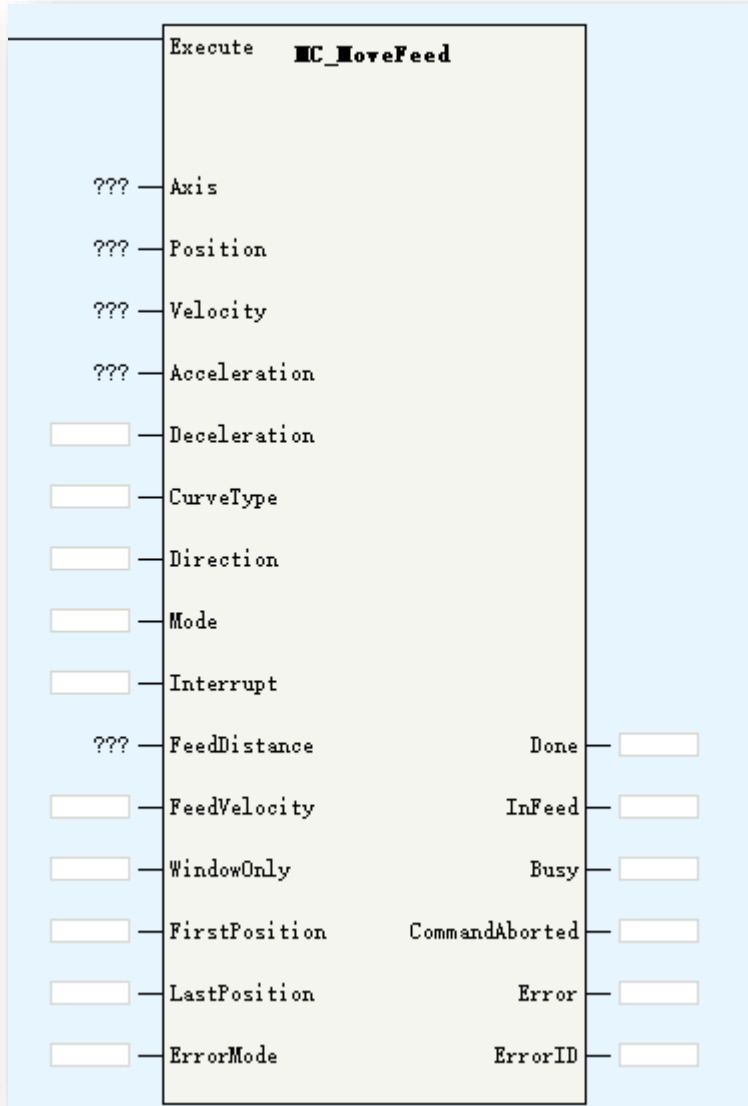 Execute
MC_MoveFeed
??? Axis
??? Position
??? Velocity
??? Acceleration
Deceleration
CurveType
Direction
Mode
Interrupt
??? FeedDistance Done
FeedVelocity InFeed
WindowOnly Busy
FirstPosition CommandAborted
LastPosition Error
ErrorMode ErrorID